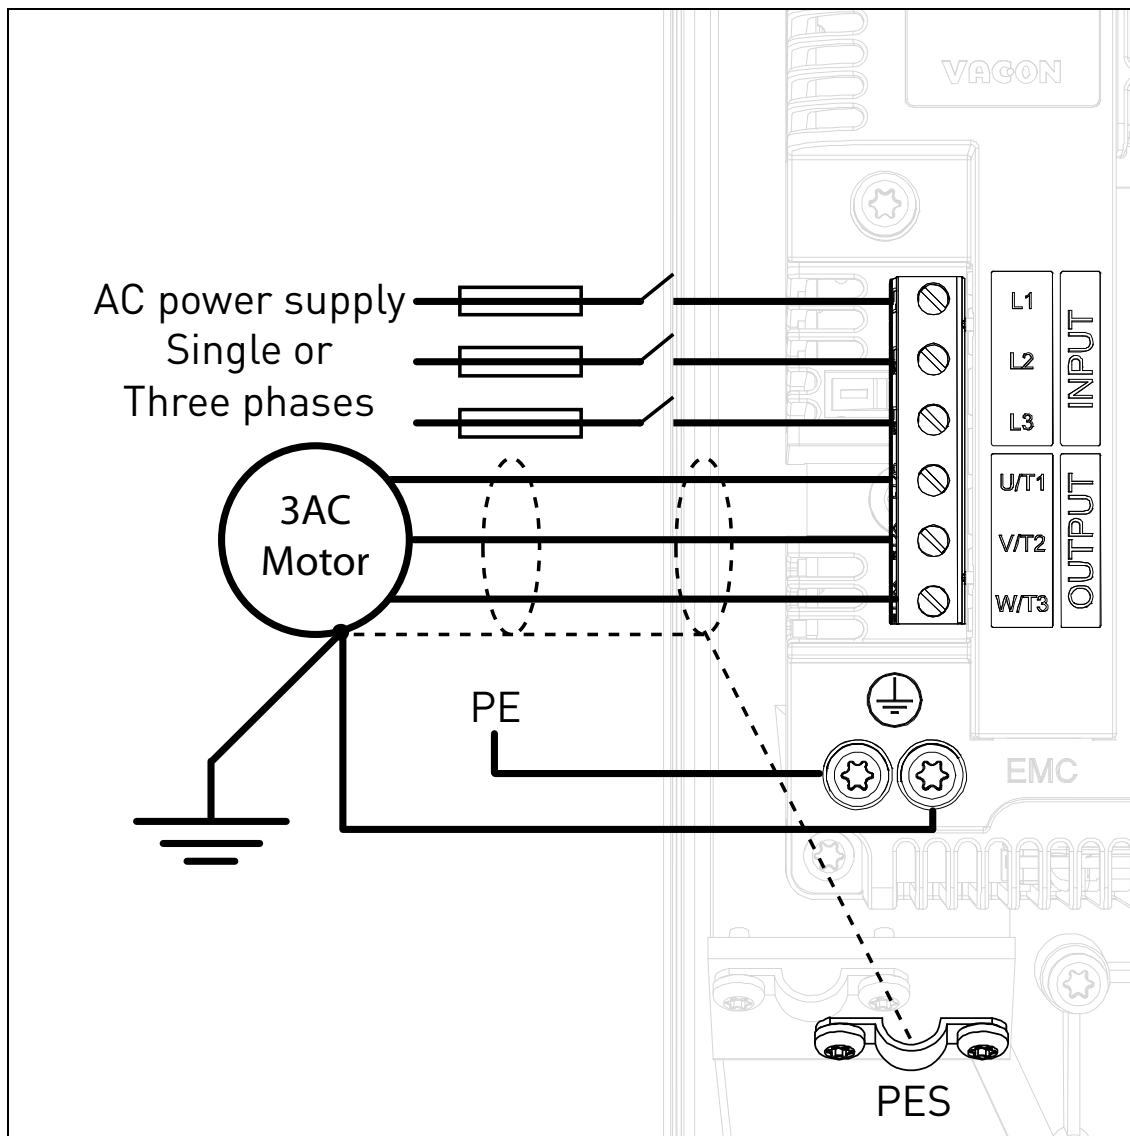 VACON
AC power supply
Single or
Three phases
L1
L2
L3
INPUT
3AC
Motor
U/T1
V/T2
W/T3
OUTPUT
PE
EMC
PES